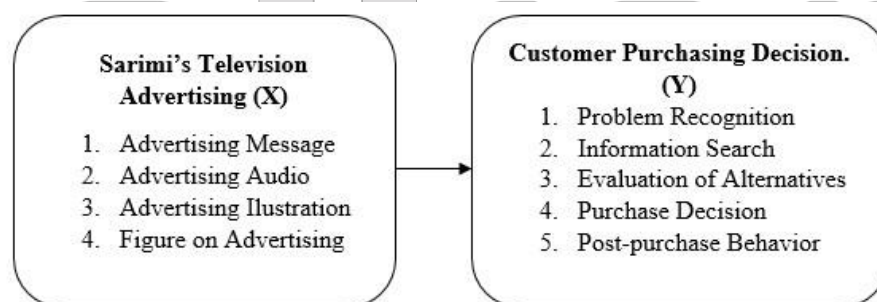 Sarimi's Television
Advertising (X)
1. Advertising Message
2. Advertising Audio
3. Advertising Ilustration
4. Figure on Advertising
Customer Purchasing Decision.
(Y)
1. Problem Recognition
2. Information Search
3. Evaluation of Alternatives
4. Purchase Decision
5. Post-purchase Behavior